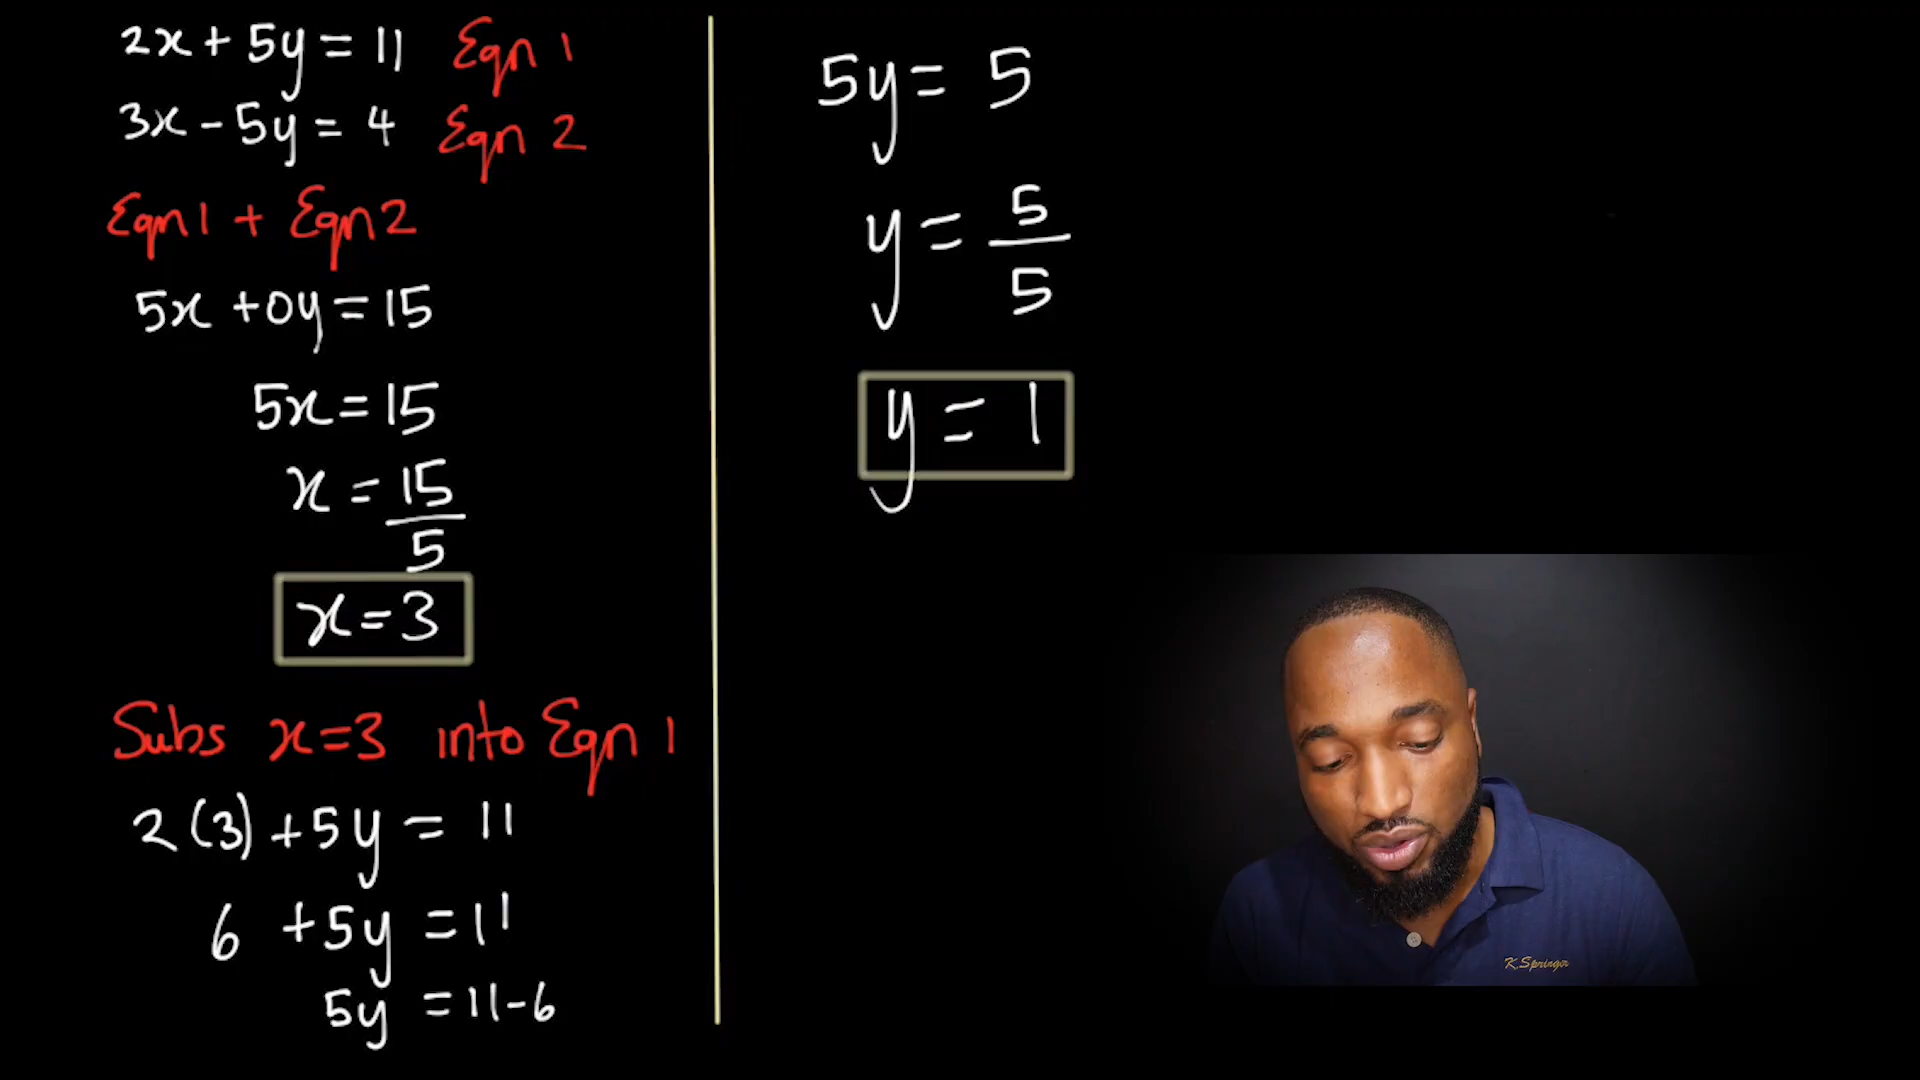 2x + 5y = 11 Eqn 1
3x - 5y = 4 Eqn 2
Eqn 1 + Eqn 2
5x + 0y = 15
5x = 15
x = 15/5
x = 3
Subs x = 3 into Eqn 1
2(3) + 5y = 11
6 + 5y = 11
5y = 11 - 6
5y = 5
y = 5/5
y = 1
K.Springer